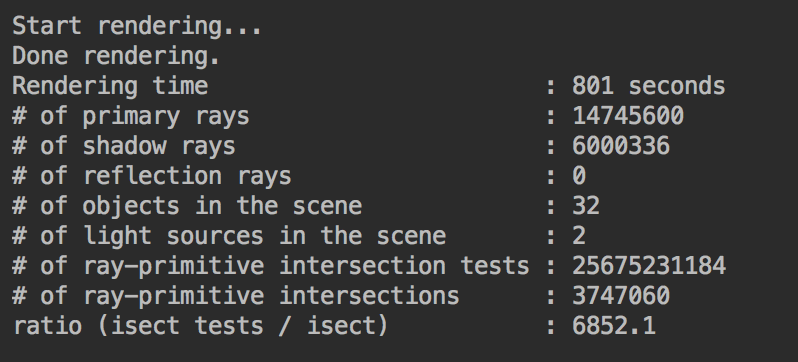 Start rendering...
Done rendering.
Rendering time : 801 seconds
# of primary rays : 14745600
# of shadow rays : 6000336
# of reflection rays : 0
# of objects in the scene : 32
# of light sources in the scene : 2
# of ray-primitive intersection tests : 25675231184
# of ray-primitive intersections : 3747060
ratio (isect tests / isect) : 6852.1